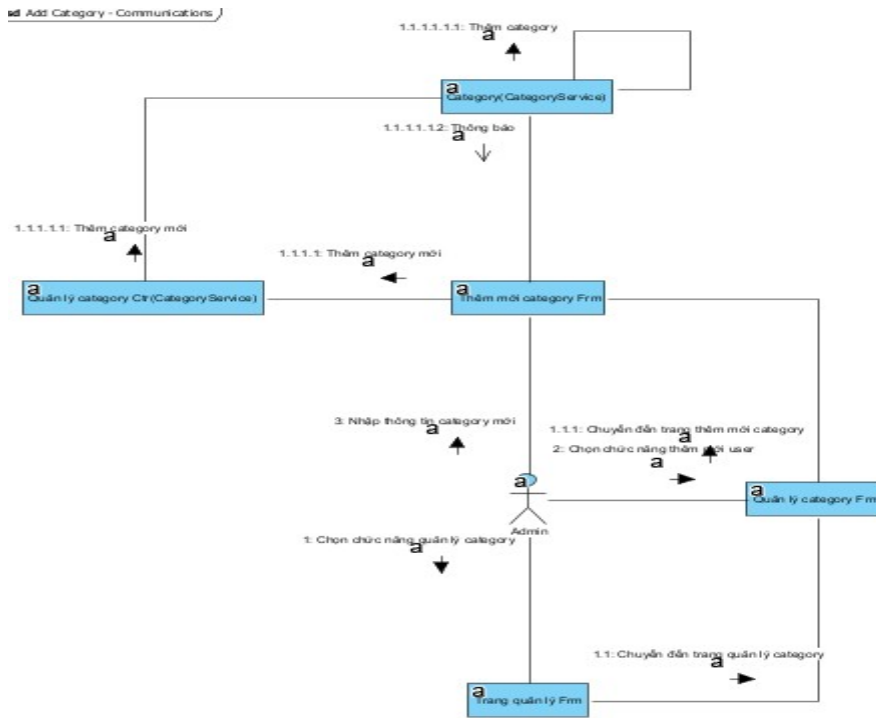 sd Add Category - Communications
1.1.1.1.1.1: Thêm category
a
a
Category(CategoryService)
1.1.1.1.1.2: Thông báo
a
1.1.1.1.1: Thêm category mới
a
1.1.1.1: Thêm category mới
a
a
Quản lý category Ctr(CategoryService)
a
Thêm mới category Frm
3: Nhập thông tin category mới
a
1.1.1: Chuyển đến trang thêm mới category
a
2: Chọn chức năng thêm mới user
a
a
Admin
a
Quản lý category Frm
1: Chọn chức năng quản lý category
a
1.1: Chuyển đến trang quản lý category
a
a
Trang quản lý Frm